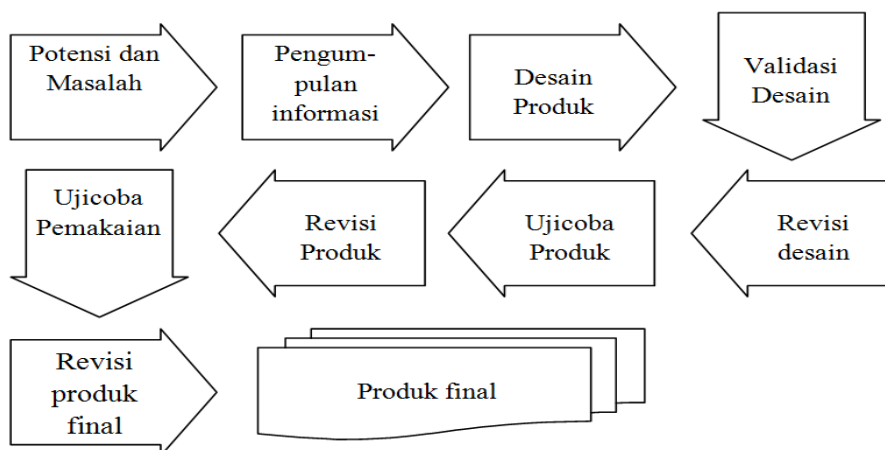 Potensi dan
Masalah
Pengum-
pulan
informasi
Desain
Produk
Validasi
Desain
Revisi
desain
Ujicoba
Produk
Revisi
Produk
Ujicoba
Pemakaian
Revisi
produk
final
Produk final